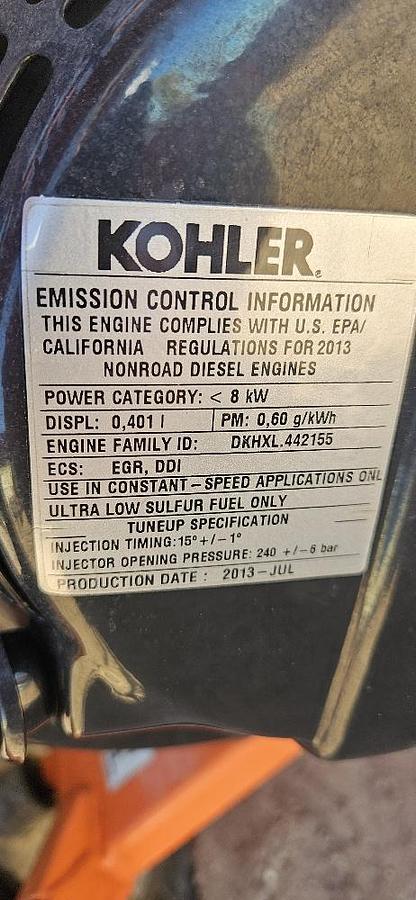 KOHLER®
EMISSION CONTROL INFORMATION
THIS ENGINE COMPLIES WITH U.S. EPA/
CALIFORNIA REGULATIONS FOR 2013
NONROAD DIESEL ENGINES
POWER CATEGORY: < 8 kW
DISPL: 0,401 l PM: 0,60 g/kWh
ENGINE FAMILY ID: DKHXL.442155
ECS: EGR, DDI
USE IN CONSTANT-SPEED APPLICATIONS ONL
ULTRA LOW SULFUR FUEL ONLY
TUNEUP SPECIFICATION
INJECTION TIMING:15°+/-1°
INJECTOR OPENING PRESSURE: 240 +/-6 bar
PRODUCTION DATE : 2013-JUL